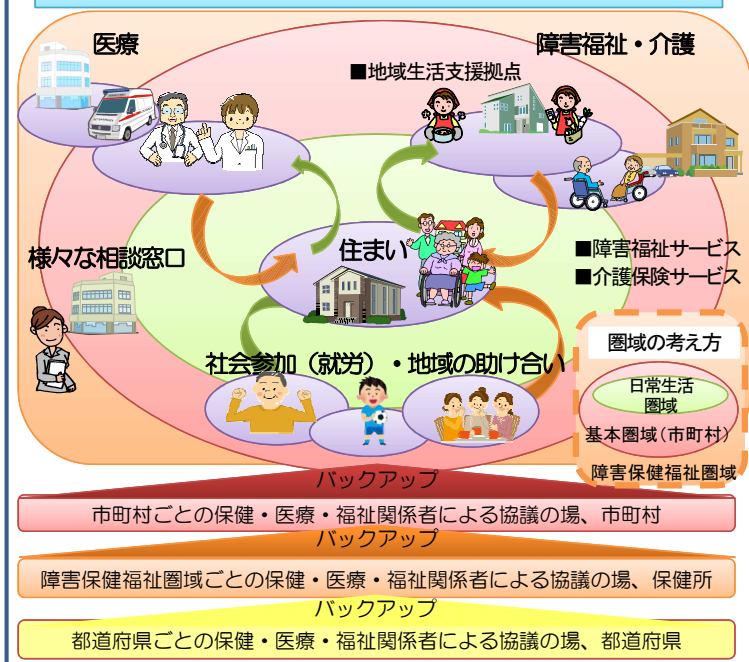 医療
障害福祉・介護
■地域生活支援拠点
住まい
様々な相談窓口
■障害福祉サービス
■介護保険サービス
圏域の考え方
社会参加（就労）・地域の助け合い
日常生活
圏域
基本圏域（市町村）
障害保健福祉圏域
バックアップ
市町村ごとの保健・医療・福祉関係者による協議の場、市町村
バックアップ
障害保健福祉圏域ごとの保健・医療・福祉関係者による協議の場、保健所
バックアップ
都道府県ごとの保健・医療・福祉関係者による協議の場、都道府県